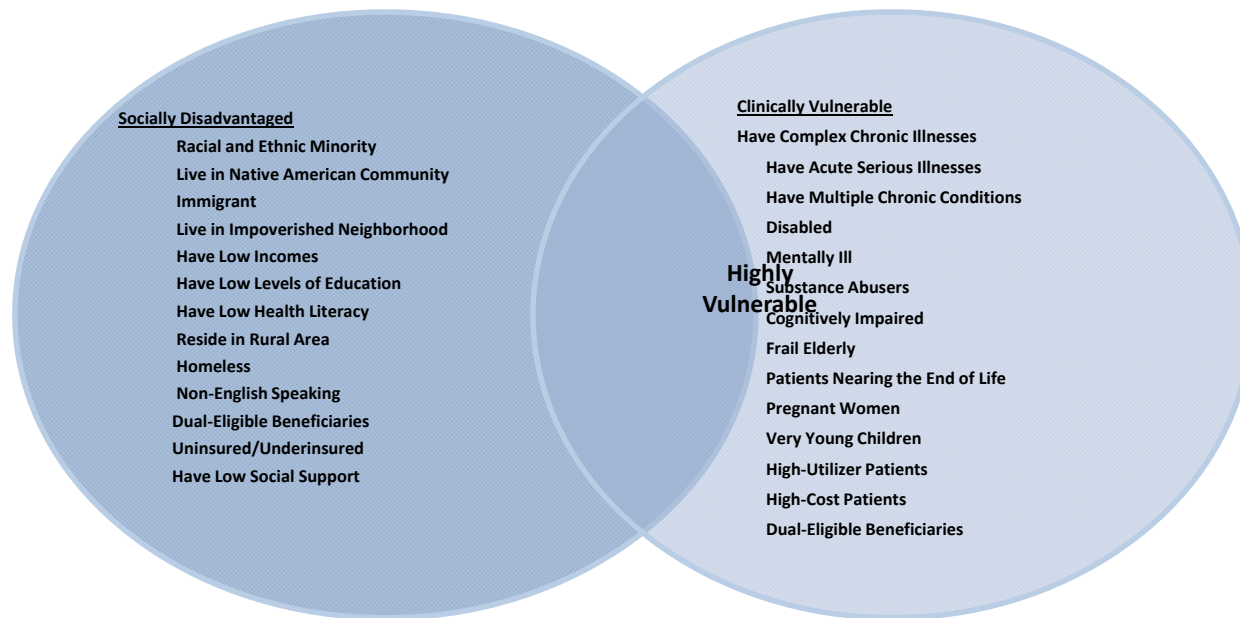 Socially Disadvantaged
Racial and Ethnic Minority
Live in Native American Community
Immigrant
Live in Impoverished Neighborhood
Have Low Incomes
Have Low Levels of Education
Have Low Health Literacy
Reside in Rural Area
Homeless
Non-English Speaking
Dual-Eligible Beneficiaries
Uninsured/Underinsured
Have Low Social Support
Highly
Vulnerable
Clinically Vulnerable
Have Complex Chronic Illnesses
Have Acute Serious Illnesses
Have Multiple Chronic Conditions
Disabled
Mentally Ill
Substance Abusers
Cognitively Impaired
Frail Elderly
Patients Nearing the End of Life
Pregnant Women
Very Young Children
High-Utilizer Patients
High-Cost Patients
Dual-Eligible Beneficiaries